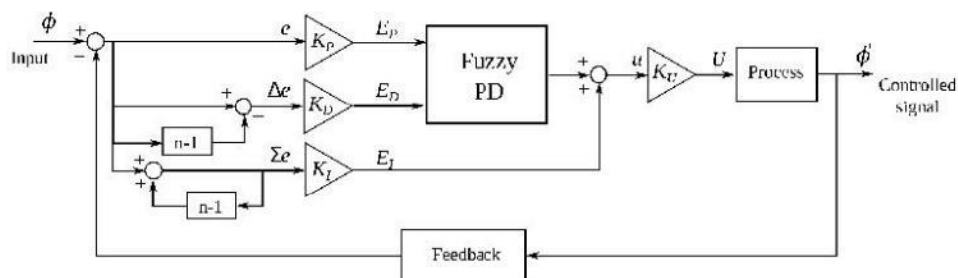 ϕ
Input
+
−
e
K_P
E_P
Fuzzy
PD
+
+
u
K_U
U
Process
ϕ'
Controlled
signal
+
−
Δe
K_D
E_D
n-1
+
+
Σe
K_I
E_I
n-1
Feedback